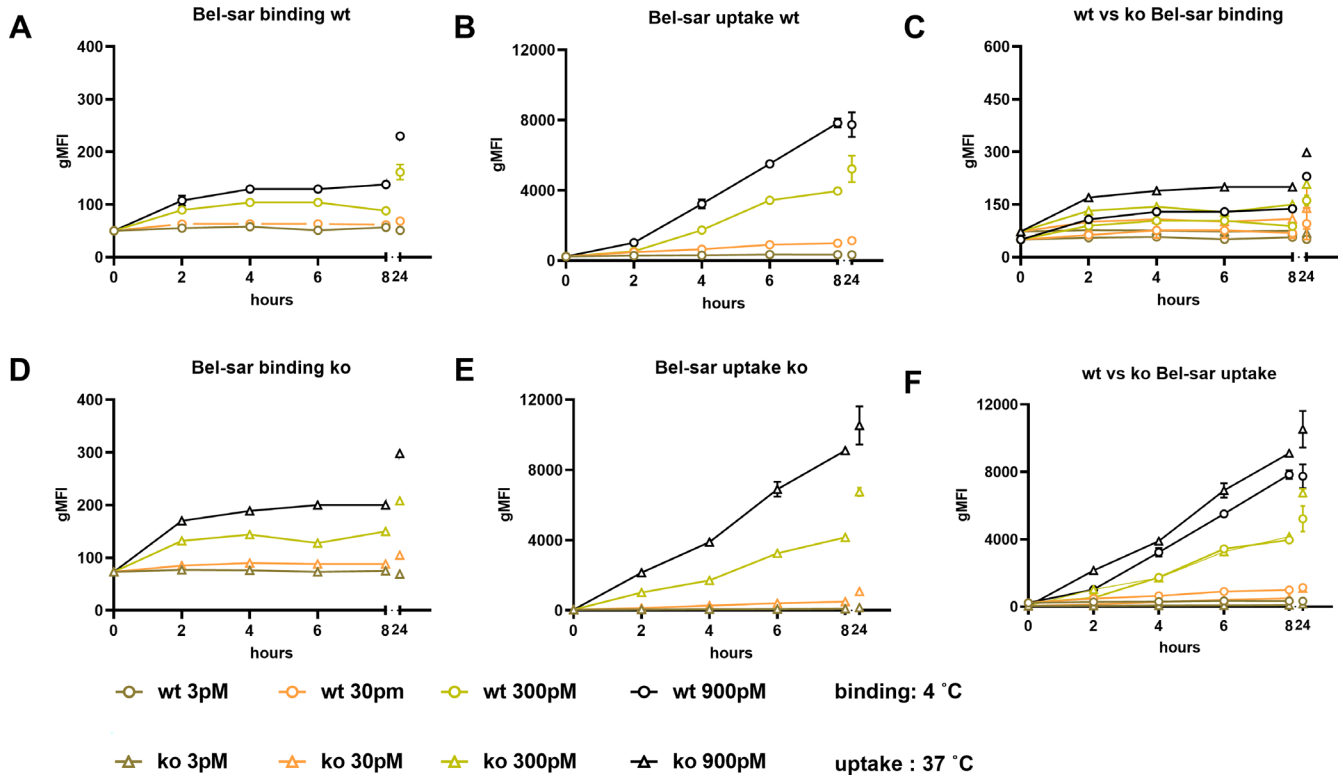 A
Bel-sar binding wt
400
300
200
100
0
gMFI
0 2 4 6 8 24
hours
B
Bel-sar uptake wt
12000
8000
4000
0
gMFI
0 2 4 6 8 24
hours
C
wt vs ko Bel-sar binding
600
450
300
150
0
gMFI
0 2 4 6 8 24
hours
D
Bel-sar binding ko
400
300
200
100
0
gMFI
0 2 4 6 8 24
hours
E
Bel-sar uptake ko
12000
8000
4000
0
gMFI
0 2 4 6 8 24
hours
F
wt vs ko Bel-sar uptake
12000
8000
4000
0
gMFI
0 2 4 6 8 24
hours
wt 3pM wt 30pm wt 300pM wt 900pM binding: 4 °C
ko 3pM ko 30pM ko 300pM ko 900pM uptake : 37 °C